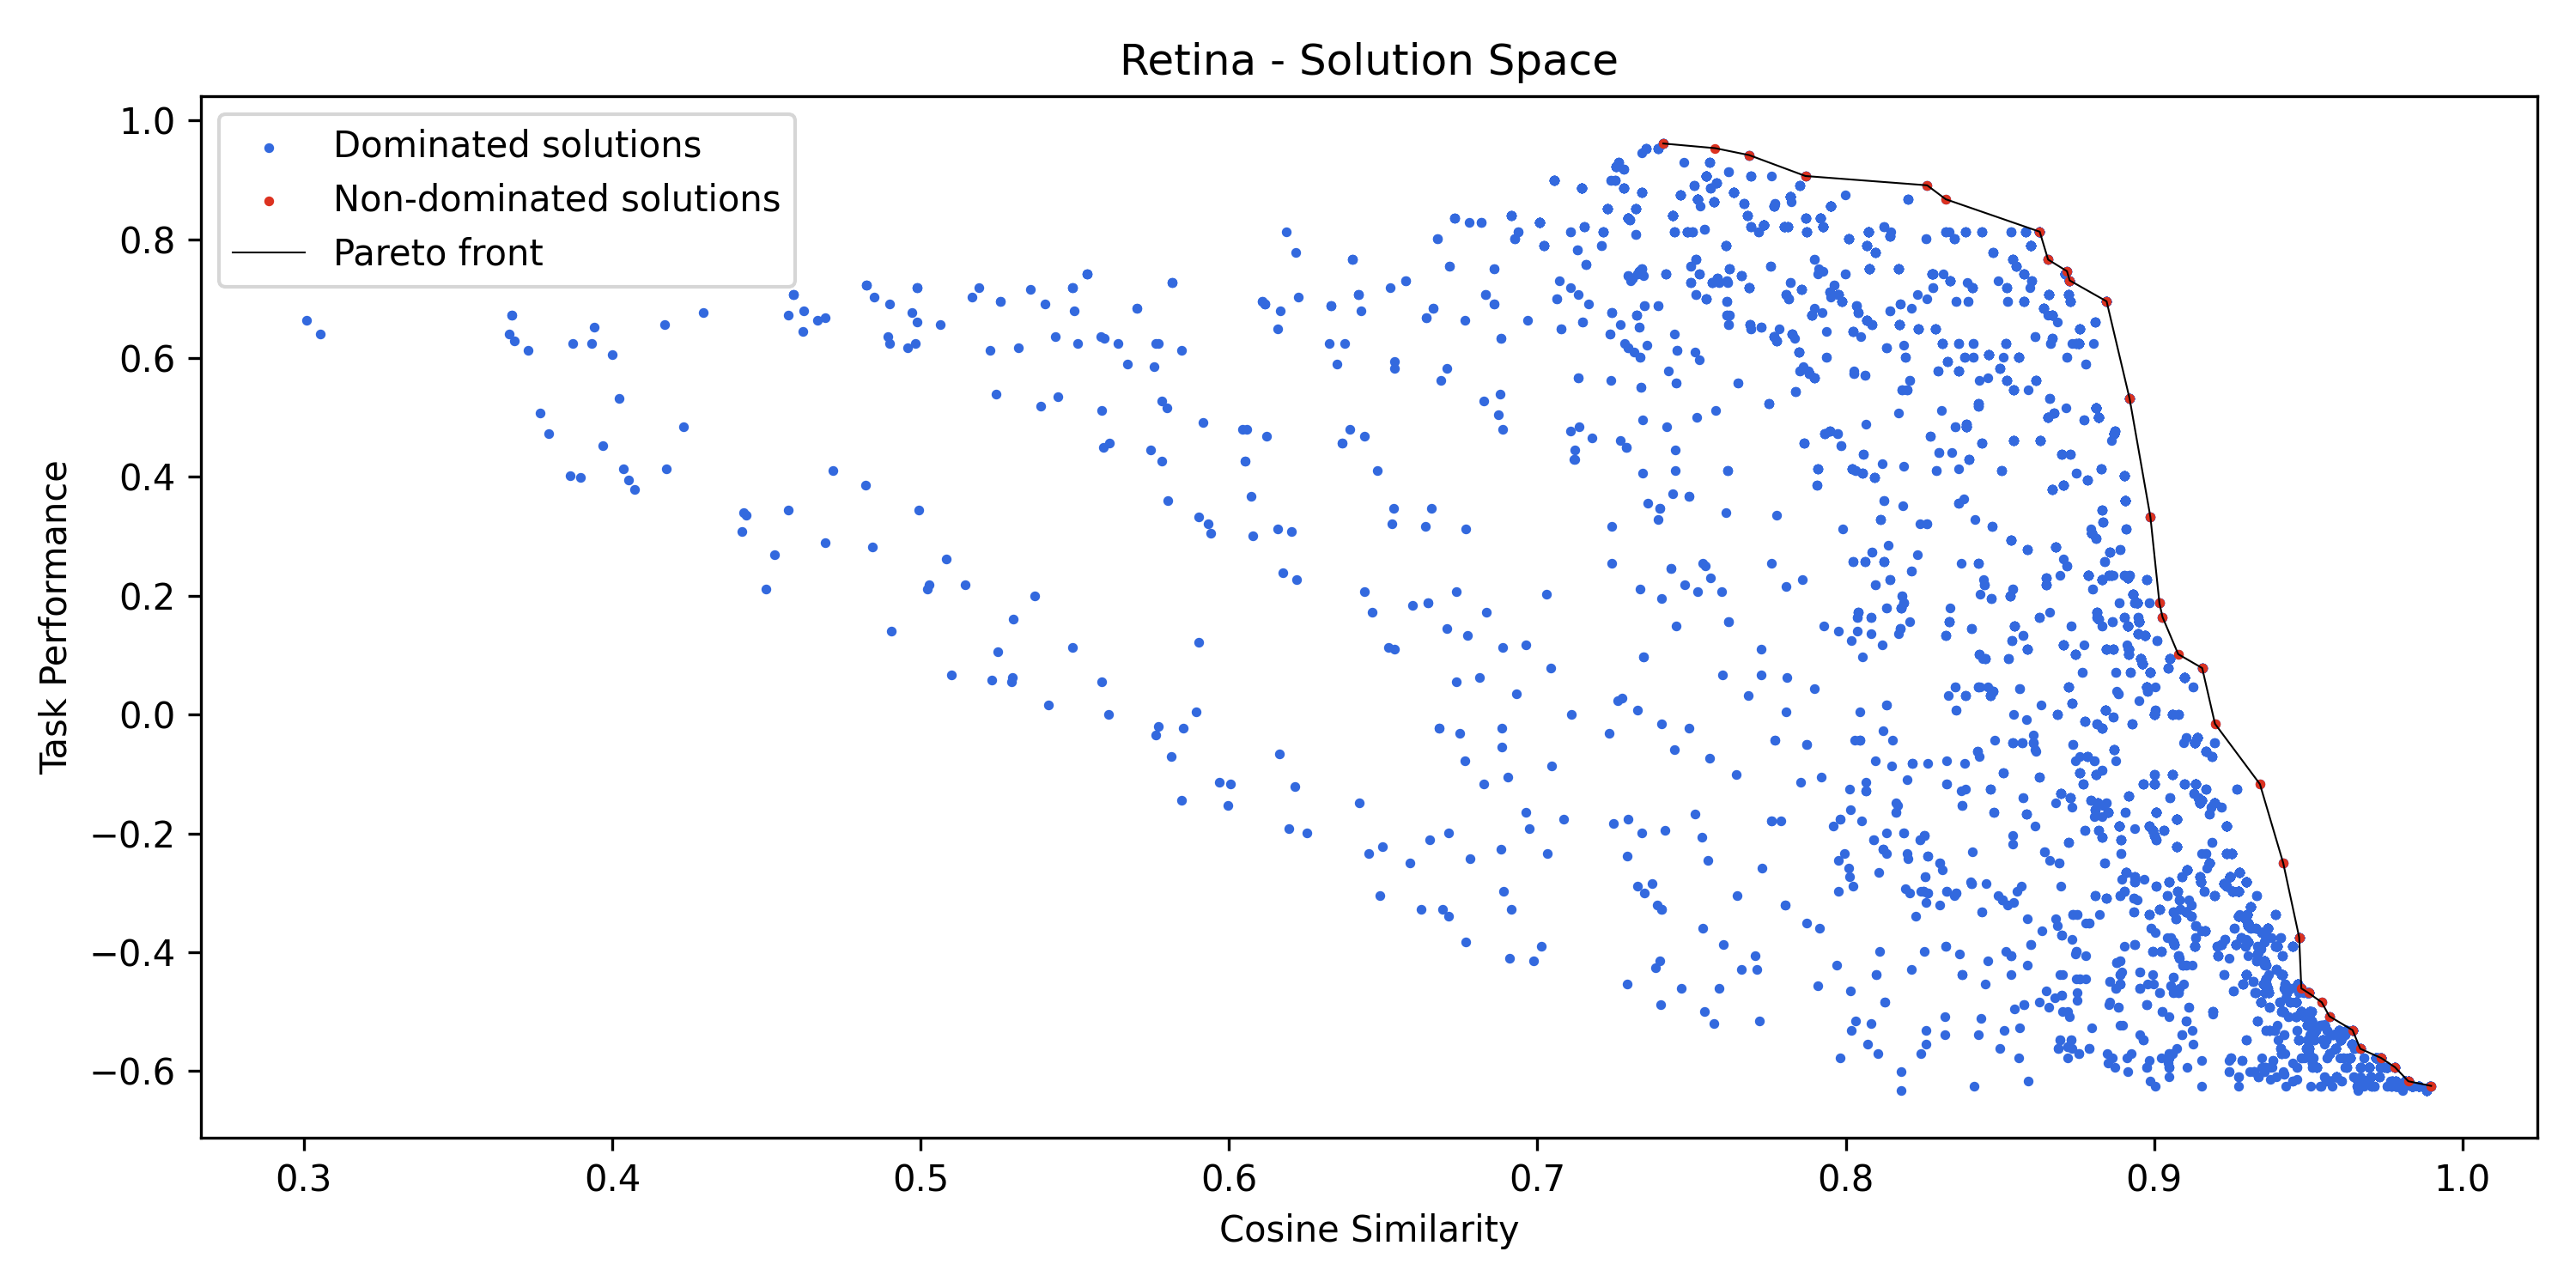 Retina - Solution Space
Dominated solutions
Non-dominated solutions
Pareto front
Task Performance
1.0
0.8
0.6
0.4
0.2
0.0
−0.2
−0.4
−0.6
0.3 0.4 0.5 0.6 0.7 0.8 0.9 1.0
Cosine Similarity